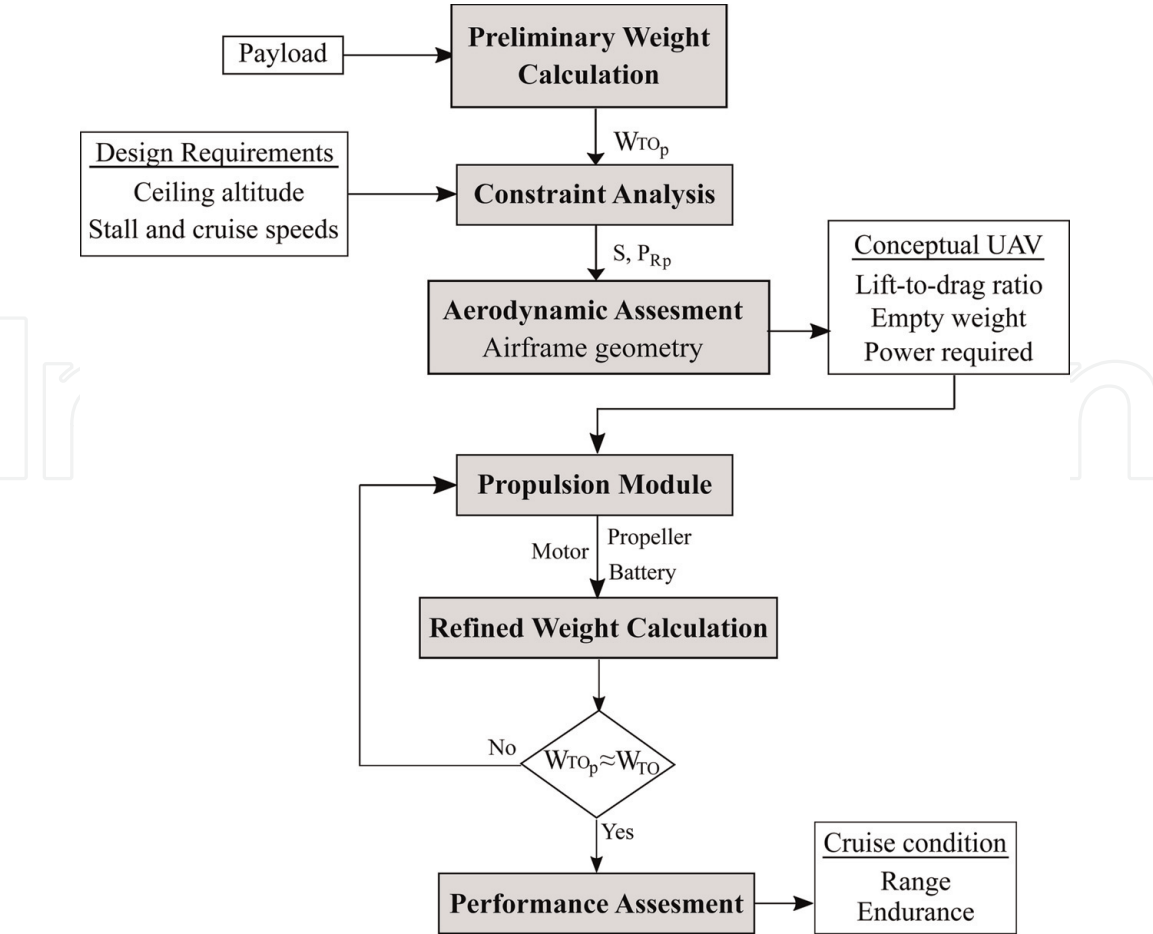 Preliminary Weight
Calculation
Payload
WTOp
Design Requirements
Ceiling altitude
Stall and cruise speeds
Constraint Analysis
S, PRp
Aerodynamic Assesment
Airframe geometry
Conceptual UAV
Lift-to-drag ratio
Empty weight
Power required
Propulsion Module
Motor
Propeller
Battery
Refined Weight Calculation
No
WTOp≈WTO
Yes
Performance Assesment
Cruise condition
Range
Endurance